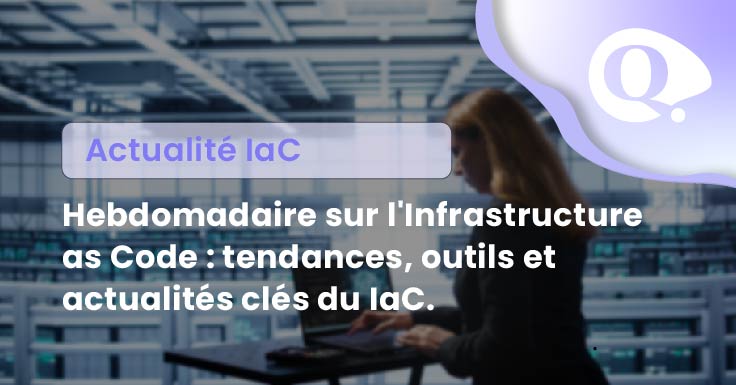 Q.
Actualité IaC
Hebdomadaire sur l'Infrastructure
as Code : tendances, outils et
actualités clés du IaC.